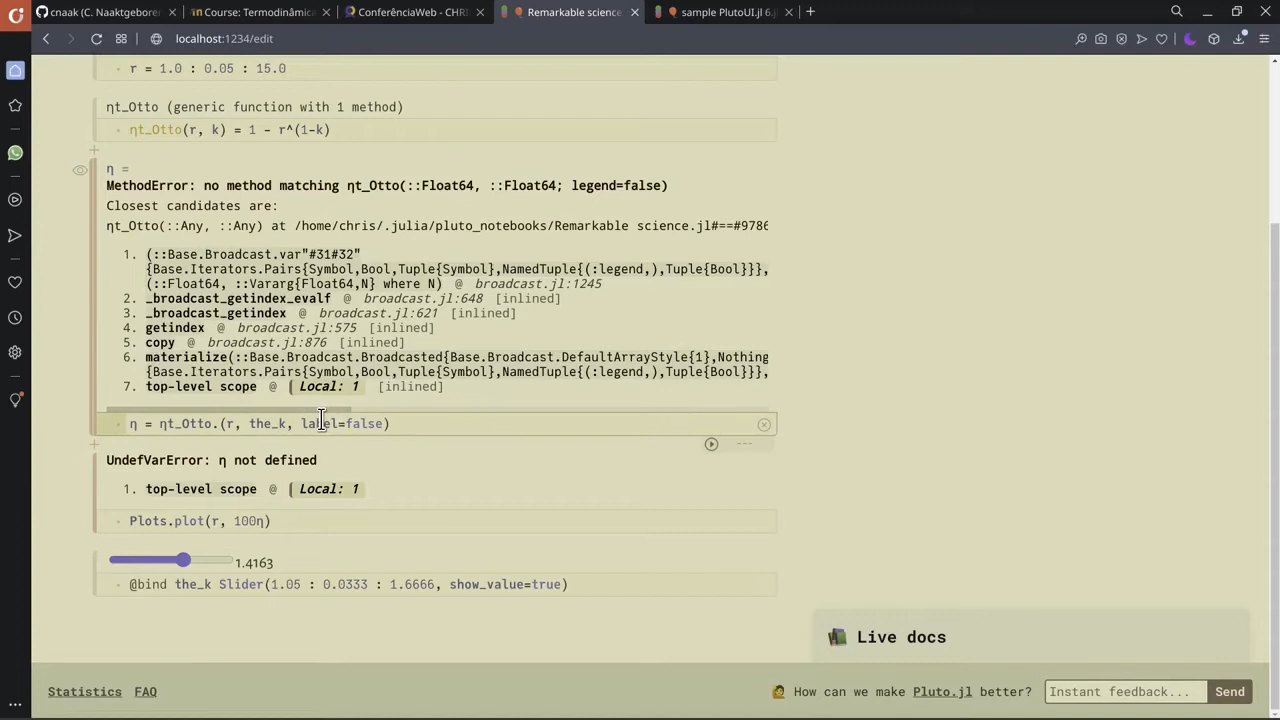 cnaak (C. Naaktgeboren
Course: Termodinâmica
ConferênciaWeb - CHRI
Remarkable science
sample PlutoUI.jl 6.jl
localhost:1234/edit
r = 1.0 : 0.05 : 15.0
ηt_Otto (generic function with 1 method)
ηt_Otto(r, k) = 1 - r^(1-k)
η =
MethodError: no method matching ηt_Otto(::Float64, ::Float64; legend=false)
Closest candidates are:
ηt_Otto(::Any, ::Any) at /home/chris/.julia/pluto_notebooks/Remarkable science.jl#==#9786
1. (::Base.Broadcast.var"#31#32"
{Base.Iterators.Pairs{Symbol,Bool,Tuple{Symbol},NamedTuple{(:legend,),Tuple{Bool}}},
(::Float64, ::Vararg{Float64,N} where N) @ broadcast.jl:1245
2. _broadcast_getindex_evalf @ broadcast.jl:648 [inlined]
3. _broadcast_getindex @ broadcast.jl:621 [inlined]
4. getindex @ broadcast.jl:575 [inlined]
5. copy @ broadcast.jl:876 [inlined]
6. materialize(::Base.Broadcast.Broadcasted{Base.Broadcast.DefaultArrayStyle{1},Nothing
{Base.Iterators.Pairs{Symbol,Bool,Tuple{Symbol},NamedTuple{(:legend,),Tuple{Bool}}},
7. top-level scope @ Local: 1 [inlined]
η = ηt_Otto.(r, the_k, label=false)
UndefVarError: η not defined
1. top-level scope @ Local: 1
Plots.plot(r, 100η)
1.4163
@bind the_k Slider(1.05 : 0.0333 : 1.6666, show_value=true)
Live docs
Statistics FAQ
How can we make Pluto.jl better?
Instant feedback...
Send